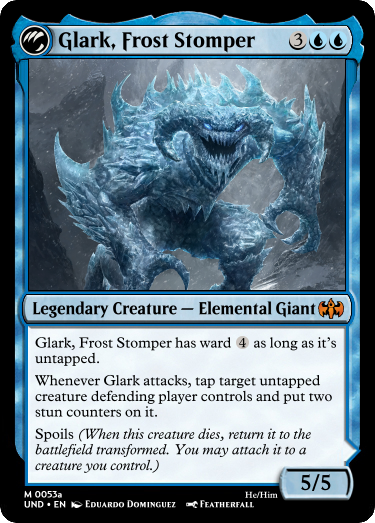 Glark, Frost Stomper 3
Legendary Creature — Elemental Giant
Glark, Frost Stomper has ward 4 as long as it's
untapped.
Whenever Glark attacks, tap target untapped
creature defending player controls and put two
stun counters on it.
Spoils (When this creature dies, return it to the
battlefield transformed. You may attach it to a
creature you control.)
5/5
M 0053a He/Him
UND • EN Eduardo Dominguez Featherfall